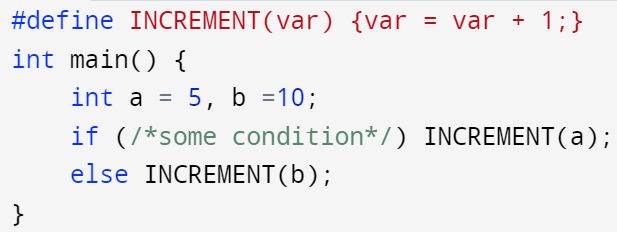 #define INCREMENT(var) {var = var + 1;}
int main() {
    int a = 5, b =10;
    if (/*some condition*/) INCREMENT(a);
    else INCREMENT(b);
}